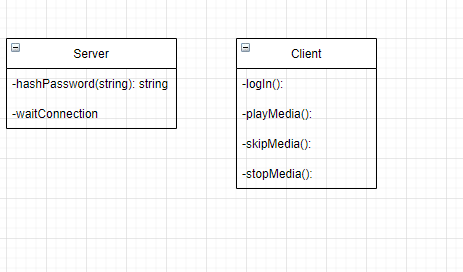 Server
-hashPassword(string): string
-waitConnection
Client
-logIn():
-playMedia():
-skipMedia():
-stopMedia():